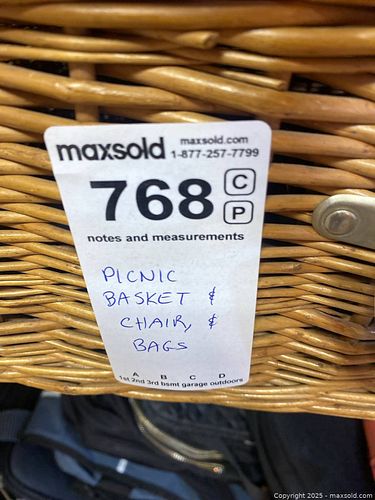 maxsold maxsold.com
1-877-257-7799
768 C
P
notes and measurements
PICNIC
BASKET &
CHAIR, &
BAGS
A B C D
1st 2nd 3rd bsmt garage outdoors
Copyright 2025 - maxsold.com